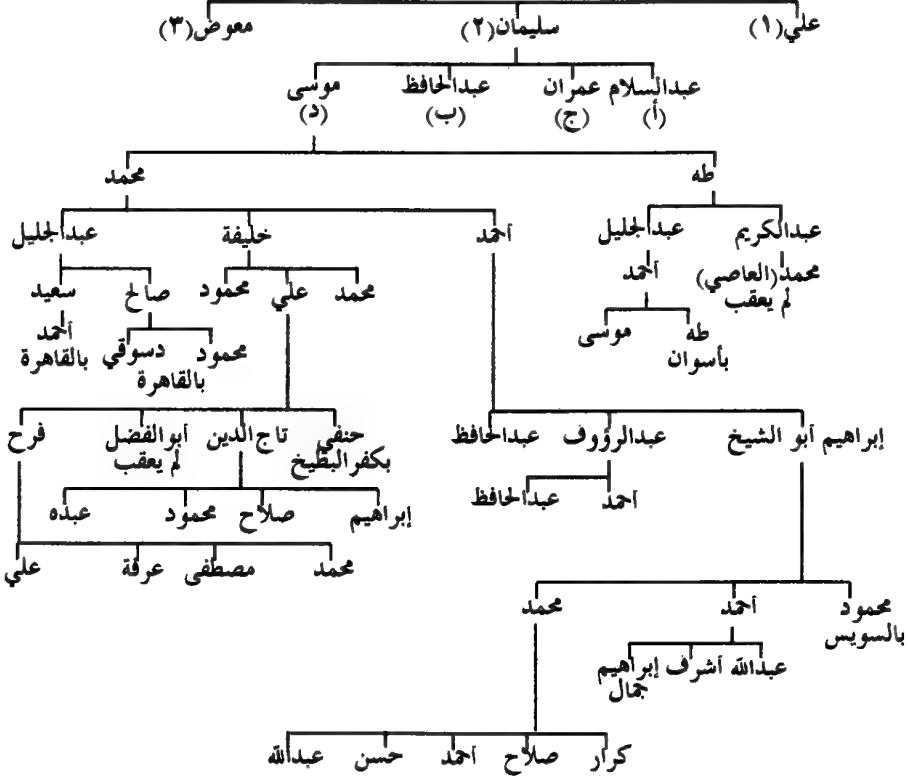 علي (١) سليمان (٢) معوض (٣)
عبدالسلام عمران عبدالحافظ موسى
(أ) (ج) (ب) (د)
طه محمد
عبدالكريم عبدالجليل أحمد خليفة عبدالجليل
محمد (العاصي) أحمد محمد علي محمود صالح سعيد
لم يعقب
طه موسى محمود دسوقي أحمد
بأسوان بالقاهرة بالقاهرة
إبراهيم أبو الشيخ عبدالرؤوف عبدالحافظ حنفي تاج الدين أبوالفضل فرح
بكفر البطيخ لم يعقب
أحمد عبدالحافظ إبراهيم صلاح محمود عبده
محمد مصطفى عرفة علي
محمود أحمد محمد
بالسويس
عبدالله أشرف إبراهيم
جمال
كرار صلاح أحمد حسن عبدالله